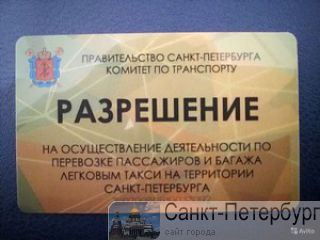 ПРАВИТЕЛЬСТВО САНКТ-ПЕТЕРБУРГА
КОМИТЕТ ПО ТРАНСПОРТУ
РАЗРЕШЕНИЕ
НА ОСУЩЕСТВЛЕНИЕ ДЕЯТЕЛЬНОСТИ ПО
ПЕРЕВОЗКЕ ПАССАЖИРОВ И БАГАЖА
ЛЕГКОВЫМ ТАКСИ НА ТЕРРИТОРИИ
САНКТ-ПЕТЕРБУРГА
Санкт-Петербург
сайт города
Avito